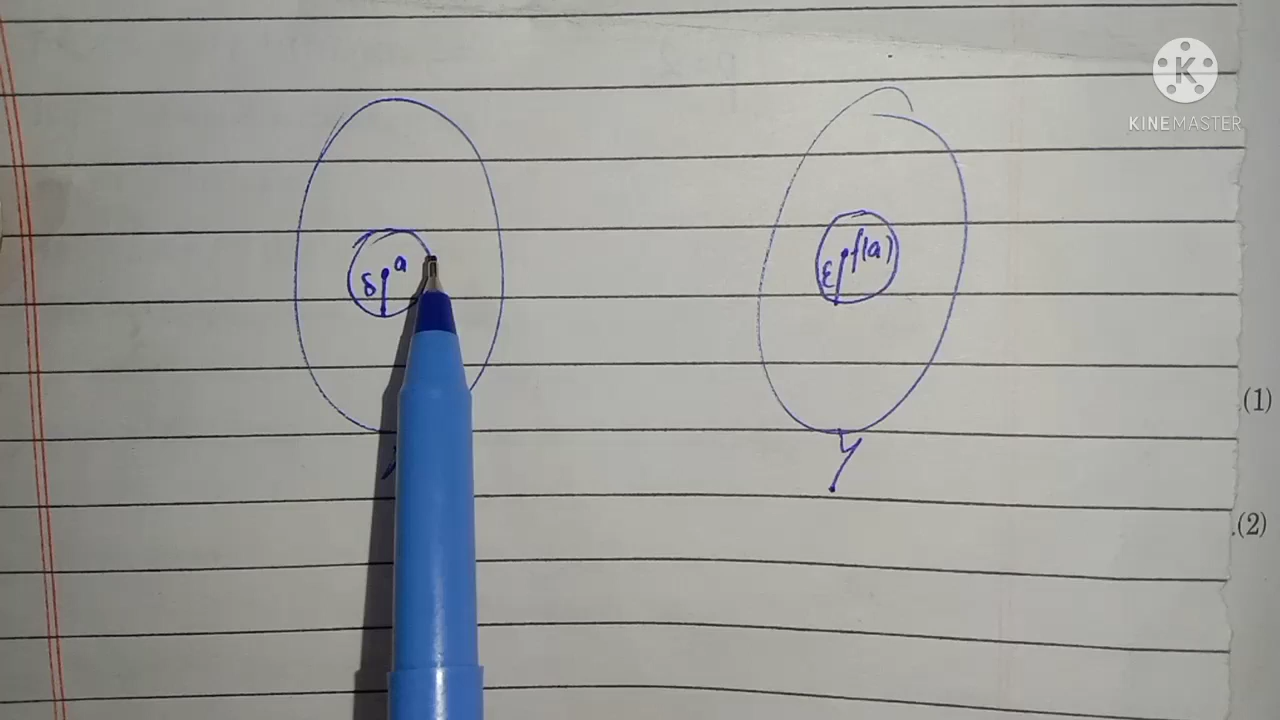 K
KINEMASTER
δ a
ε f(a)
y
(1)
(2)